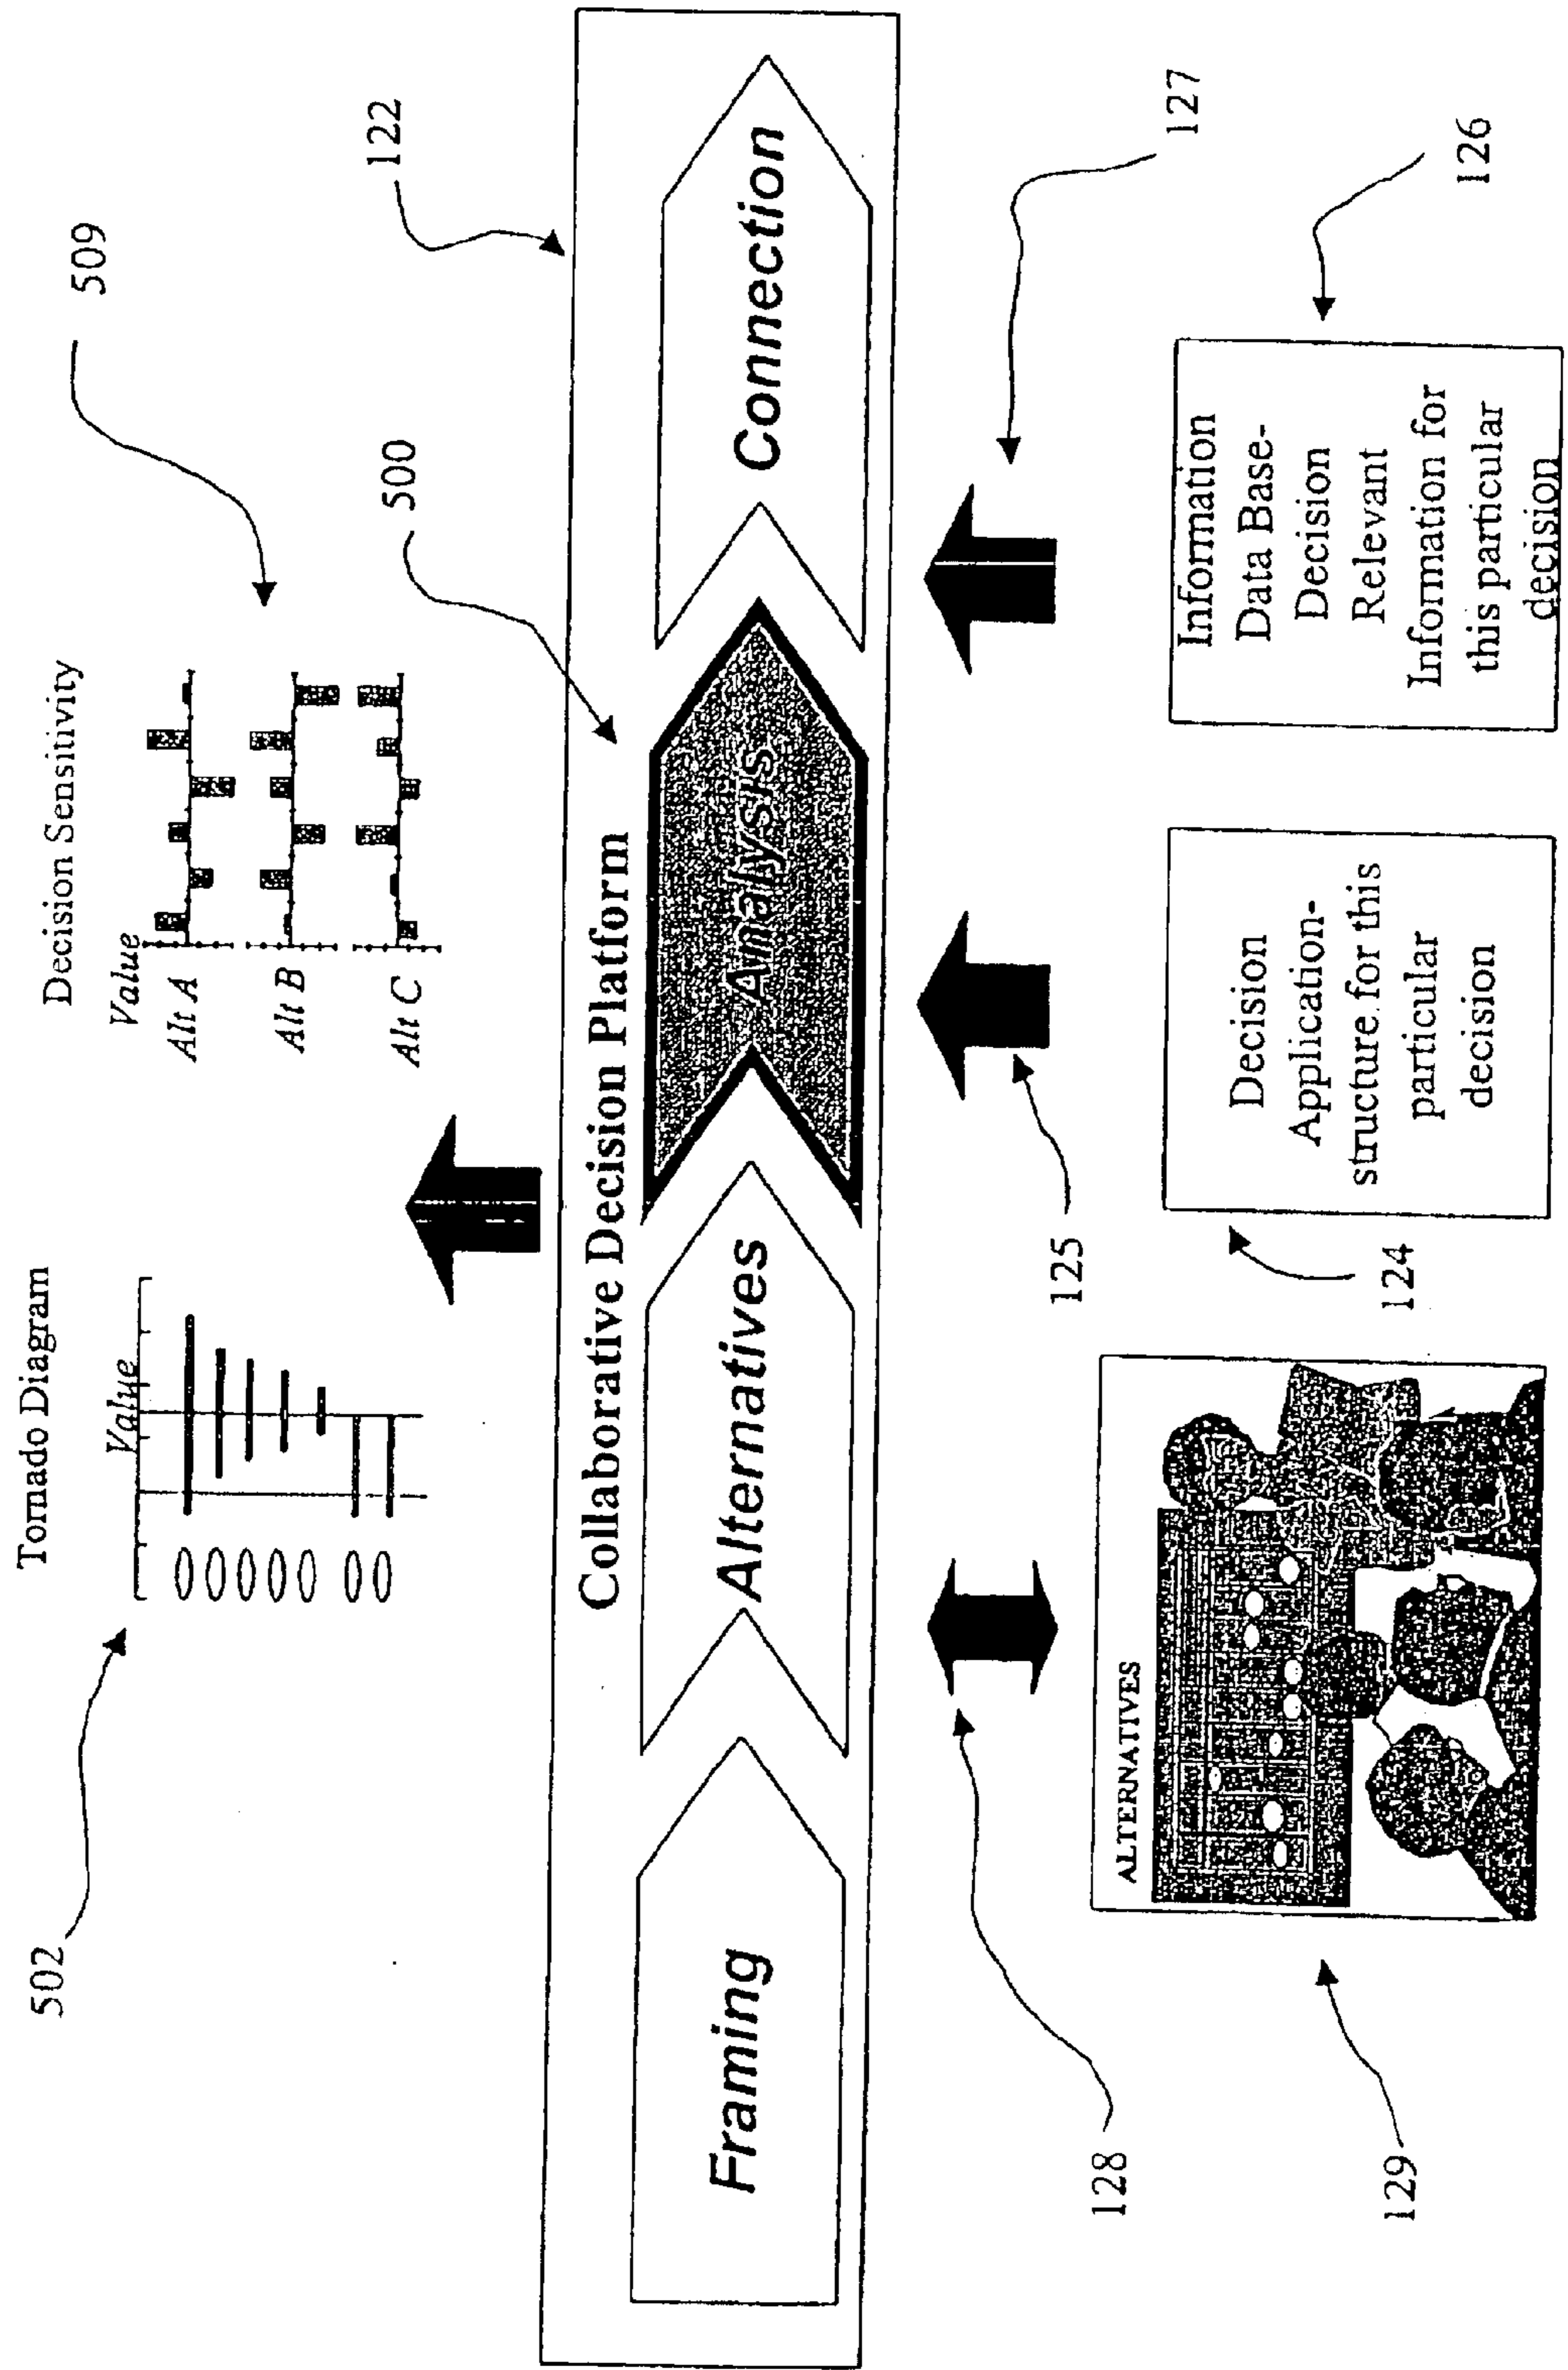 Tornado Diagram
Decision Sensitivity
502
509
Value
Value
Alt A
Alt B
Alt C
500
122
Collaborative Decision Platform
Framing
Alternatives
Analysis
Connection
128
125
127
129
ALTERNATIVES
124
Decision
Application-
structure for this
particular
decision
126
Information
Data Base-
Decision
Relevant
Information for
this particular
decision